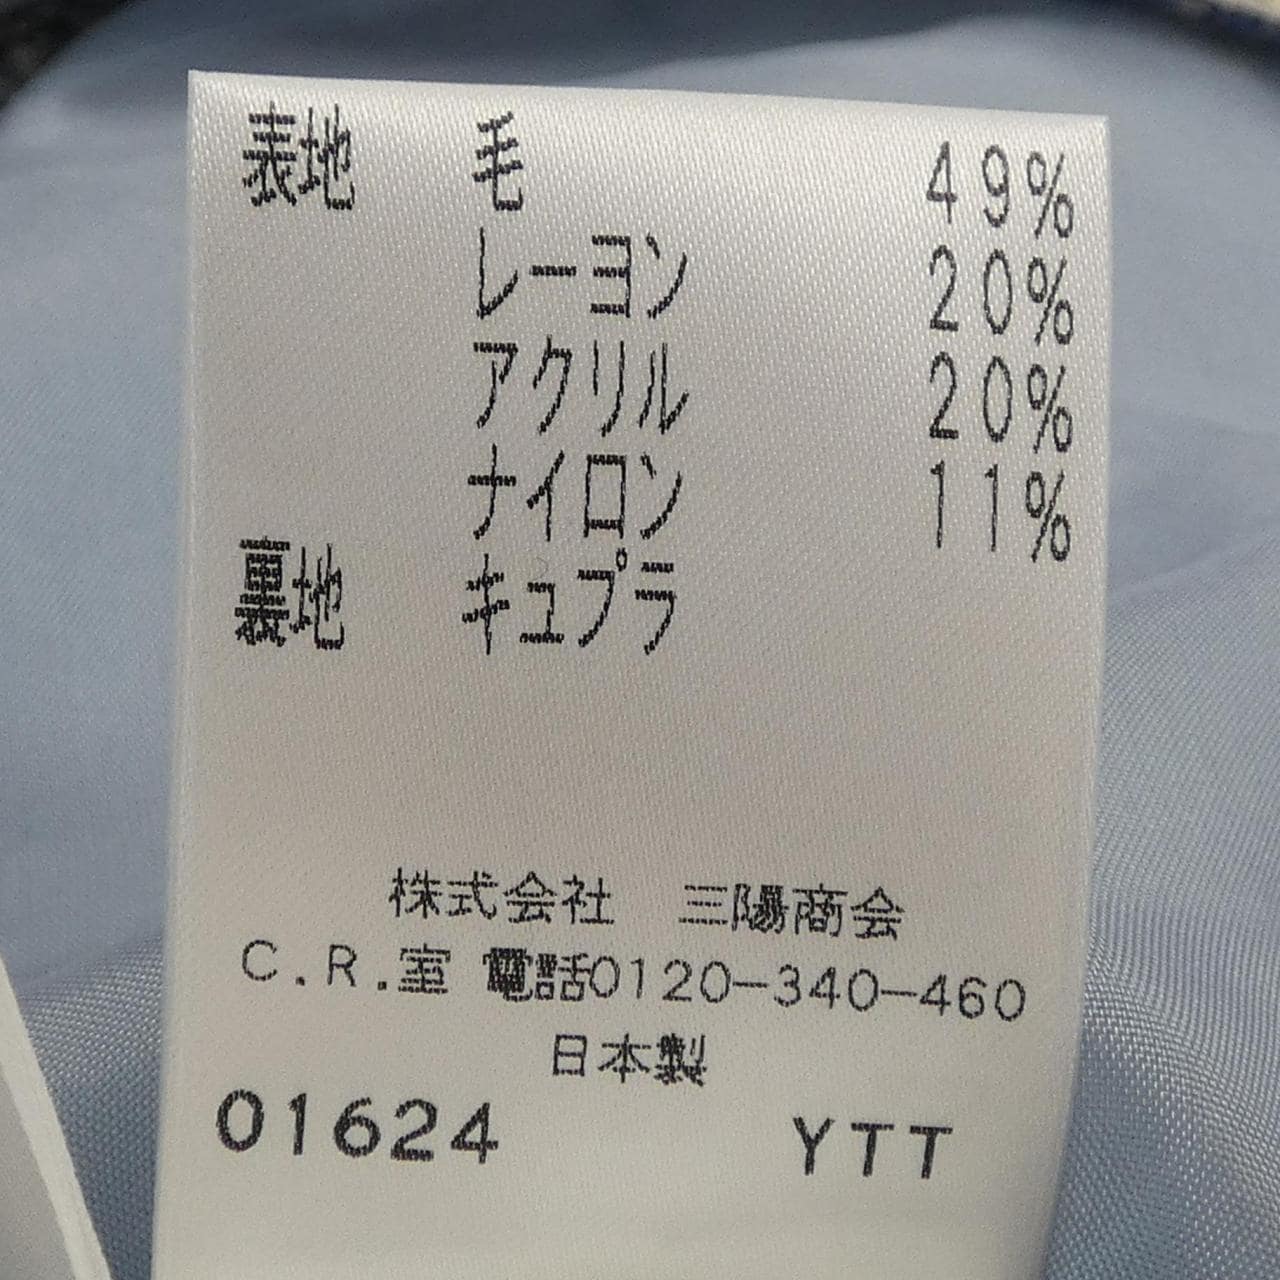 表地 毛 49%
レーヨン 20%
アクリル 20%
ナイロン 11%
裏地 キュプラ
株式会社 三陽商会
C.R.室 電話0120-340-460
日本製
01624 YTT